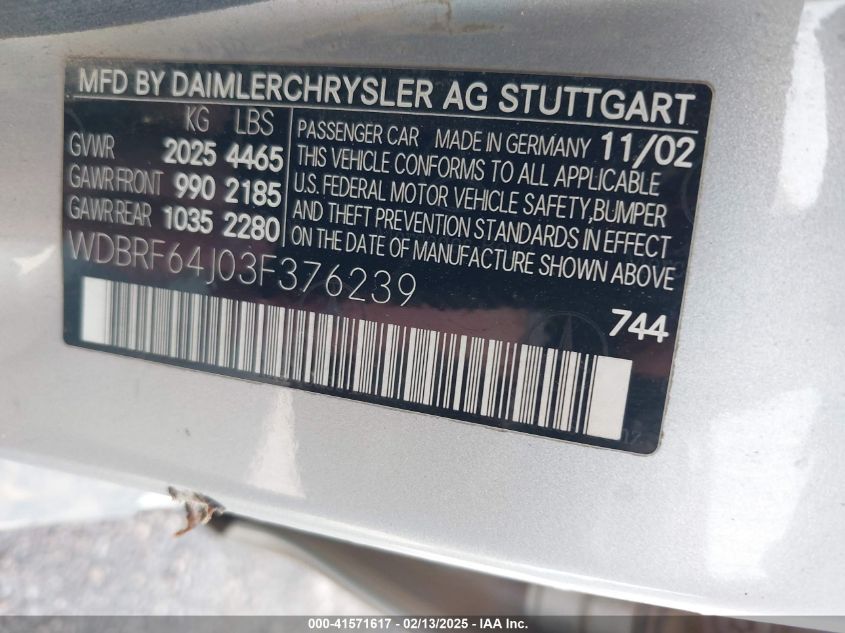 MFD BY DAIMLERCHRYSLER AG STUTTGART
KG LBS
GVWR 2025 4465
GAWR FRONT 990 2185
GAWR REAR 1035 2280
PASSENGER CAR MADE IN GERMANY 11/02
THIS VEHICLE CONFORMS TO ALL APPLICABLE
U.S. FEDERAL MOTOR VEHICLE SAFETY,BUMPER
AND THEFT PREVENTION STANDARDS IN EFFECT
ON THE DATE OF MANUFACTURE SHOWN ABOVE
WDBRF64J03F376239
744
000-41571617 - 02/13/2025 - IAA Inc.